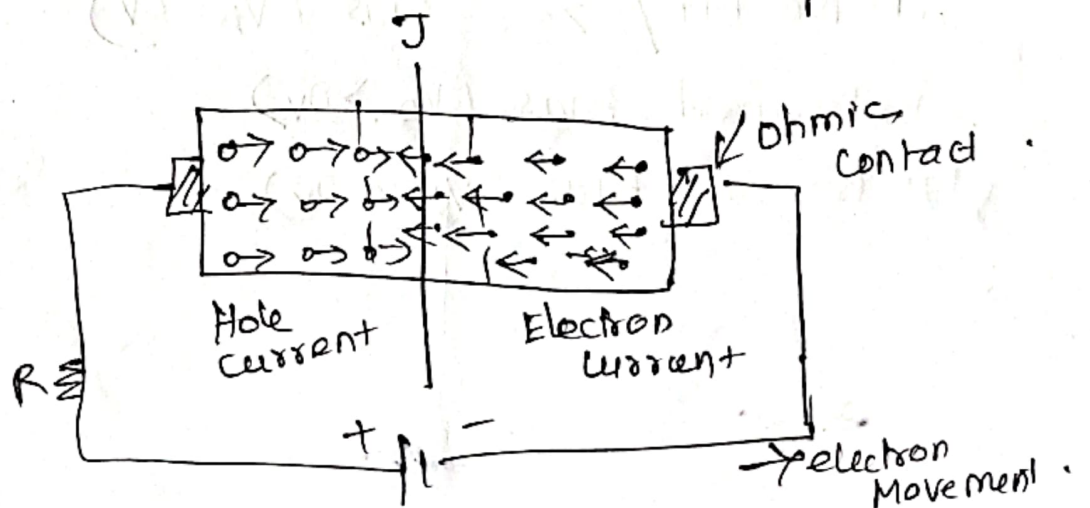 J
Ohmic
Contact
Hole
Current
Electron
Current
R
+
−
electron
Movement.